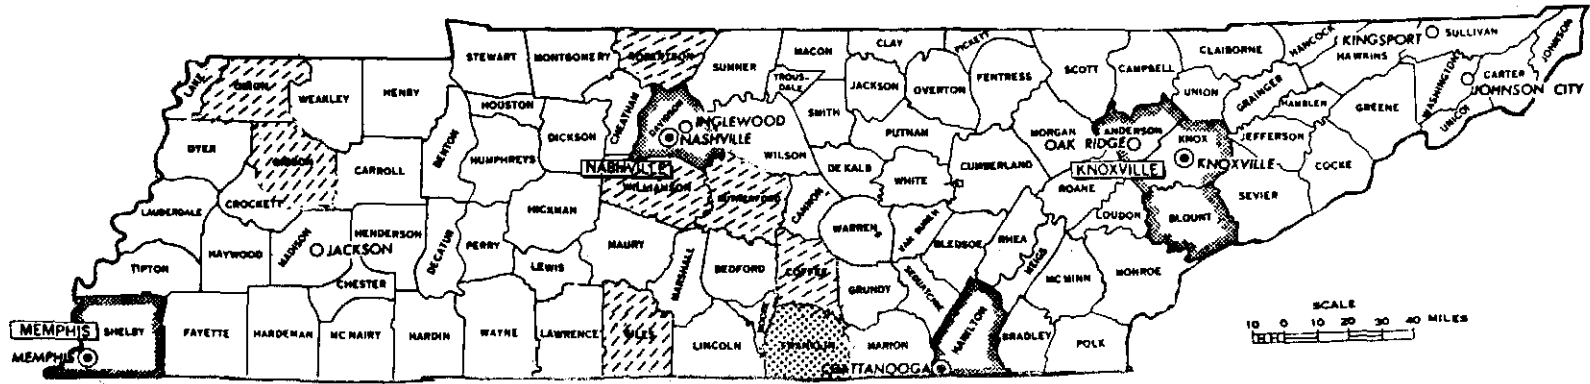 STEWART
MONTGOMERY
ROBERTSON
SUMNER
MACON
TROUS-
DALE
CLAY
PICKETT
FENTRESS
SCOTT
CAMPBELL
CLAIBORNE
HANCOCK
KINGSPORT
SULLIVAN
HAWKINS
JOHNSON
LAKE
OBION
WEAKLEY
HENRY
HOUSTON
CHEATHAM
DAVIDSON
INGLEWOOD
NASHVILLE
NASHVILLE
SMITH
JACKSON
OVERTON
UNION
GRAINGER
HAMBLEN
GREENE
WASHINGTON
CARTER
JOHNSON CITY
UNICOI
DYER
GIBSON
CARROLL
BENTON
HUMPHREYS
DICKSON
WILSON
PUTNAM
DE KALB
WHITE
CUMBERLAND
MORGAN
ANDERSON
OAK RIDGE
KNOX
KNOXVILLE
KNOXVILLE
ROANE
JEFFERSON
COCKE
SEVIER
LAUDERDALE
CROCKETT
HAYWOOD
MADISON
JACKSON
HENDERSON
DECATUR
PERRY
HICKMAN
WILLIAMSON
RUTHERFORD
CANNON
WARREN
VAN BUREN
BLEDSOE
RHEA
MEIGS
LOUDON
BLOUNT
TIPTON
CHESTER
LEWIS
MAURY
MARSHALL
BEDFORD
COFFEE
GRUNDY
SEQUATCHIE
MC MINN
MONROE
MEMPHIS
SHELBY
MEMPHIS
FAYETTE
HARDEMAN
MC NAIRY
HARDIN
WAYNE
LAWRENCE
GILES
LINCOLN
MOORE
FRANKLIN
MARION
HAMILTON
CHATTANOOGA
BRADLEY
POLK
SCALE
10 0 10 20 30 40 MILES